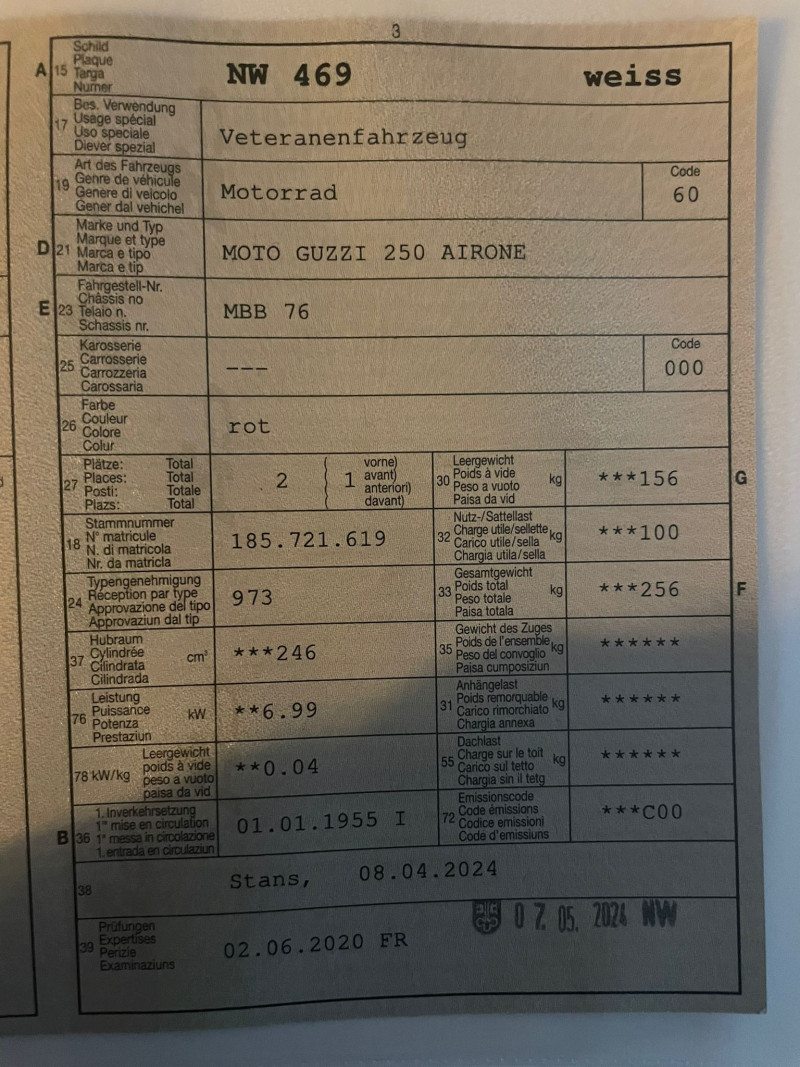 3
A 15 Schild Plaque Targa Numer NW 469 weiss
17 Bes. Verwendung Usage spécial Uso speciale Diever spezial Veteranenfahrzeug
19 Art des Fahrzeugs Genre de véhicule Genere di veicolo Gener dal vehichel Motorrad Code 60
D 21 Marke und Typ Marque et type Marca e tipo Marca e tip MOTO GUZZI 250 AIRONE
E 23 Fahrgestell-Nr. Châssis no Telaio n. Schassis nr. MBB 76
25 Karosserie Carrosserie Carrozzeria Carossaria --- Code 000
26 Farbe Couleur Colore Colur rot
27 Plätze: Total Places: Total Posti: Totale Plazs: Total 2 ( 1 vorne) avant) anteriori) davant)
30 Leergewicht Poids à vide Peso a vuoto Paisa da vid kg ***156 G
18 Stammnummer N° matricule N. di matricola Nr. da matricla 185.721.619
32 Nutz-/Sattellast Charge utile/sellette Carico utile/sella Chargia utila/sella kg ***100
24 Typengenehmigung Réception par type Approvazione del tipo Approvaziun dal tip 973
33 Gesamtgewicht Poids total Peso totale Paisa totala kg ***256 F
37 Hubraum Cylindrée Cilindrata Cilindrada cm³ ***246
35 Gewicht des Zuges Poids de l'ensemble Peso del convoglio Paisa cumposiziun kg ******
76 Leistung Puissance Potenza Prestaziun kW **6.99
31 Anhängelast Poids remorquable Carico rimorchiato Chargia annexa kg ******
78 kW/kg Leergewicht poids à vide peso a vuoto paisa da vid **0.04
55 Dachlast Charge sur le toit Carico sul tetto Chargia sin il tetg kg ******
B 36 1. Inverkehrsetzung 1re mise en circulation 1a messa in circolazione 1. entrada en circulaziun 01.01.1955 I
72 Emissionscode Code émissions Codice emissioni Code d'emissiuns ***C00
38 Stans, 08.04.2024
39 Prüfungen Expertises Perizie Examinaziuns 02.06.2020 FR
07. 05. 2024 NW